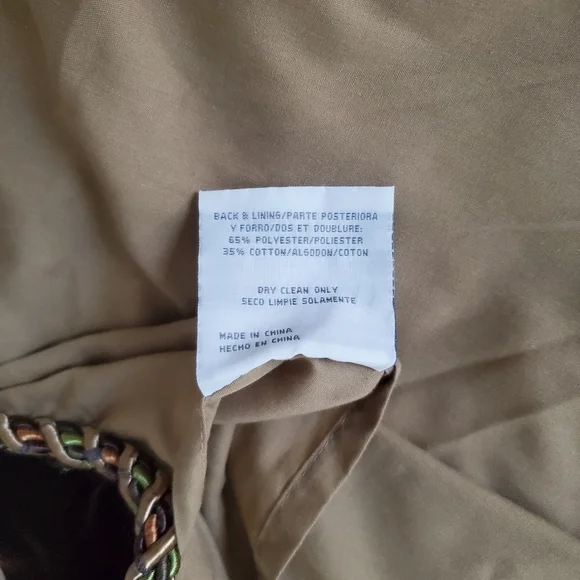 BACK & LINING/PARTE POSTERIORA
Y FORRO/DOS ET DOUBLURE:
65% POLYESTER/POLIESTER
35% COTTON/ALGODON/COTON
DRY CLEAN ONLY
SECO LIMPIE SOLAMENTE
MADE IN CHINA
HECHO EN CHINA